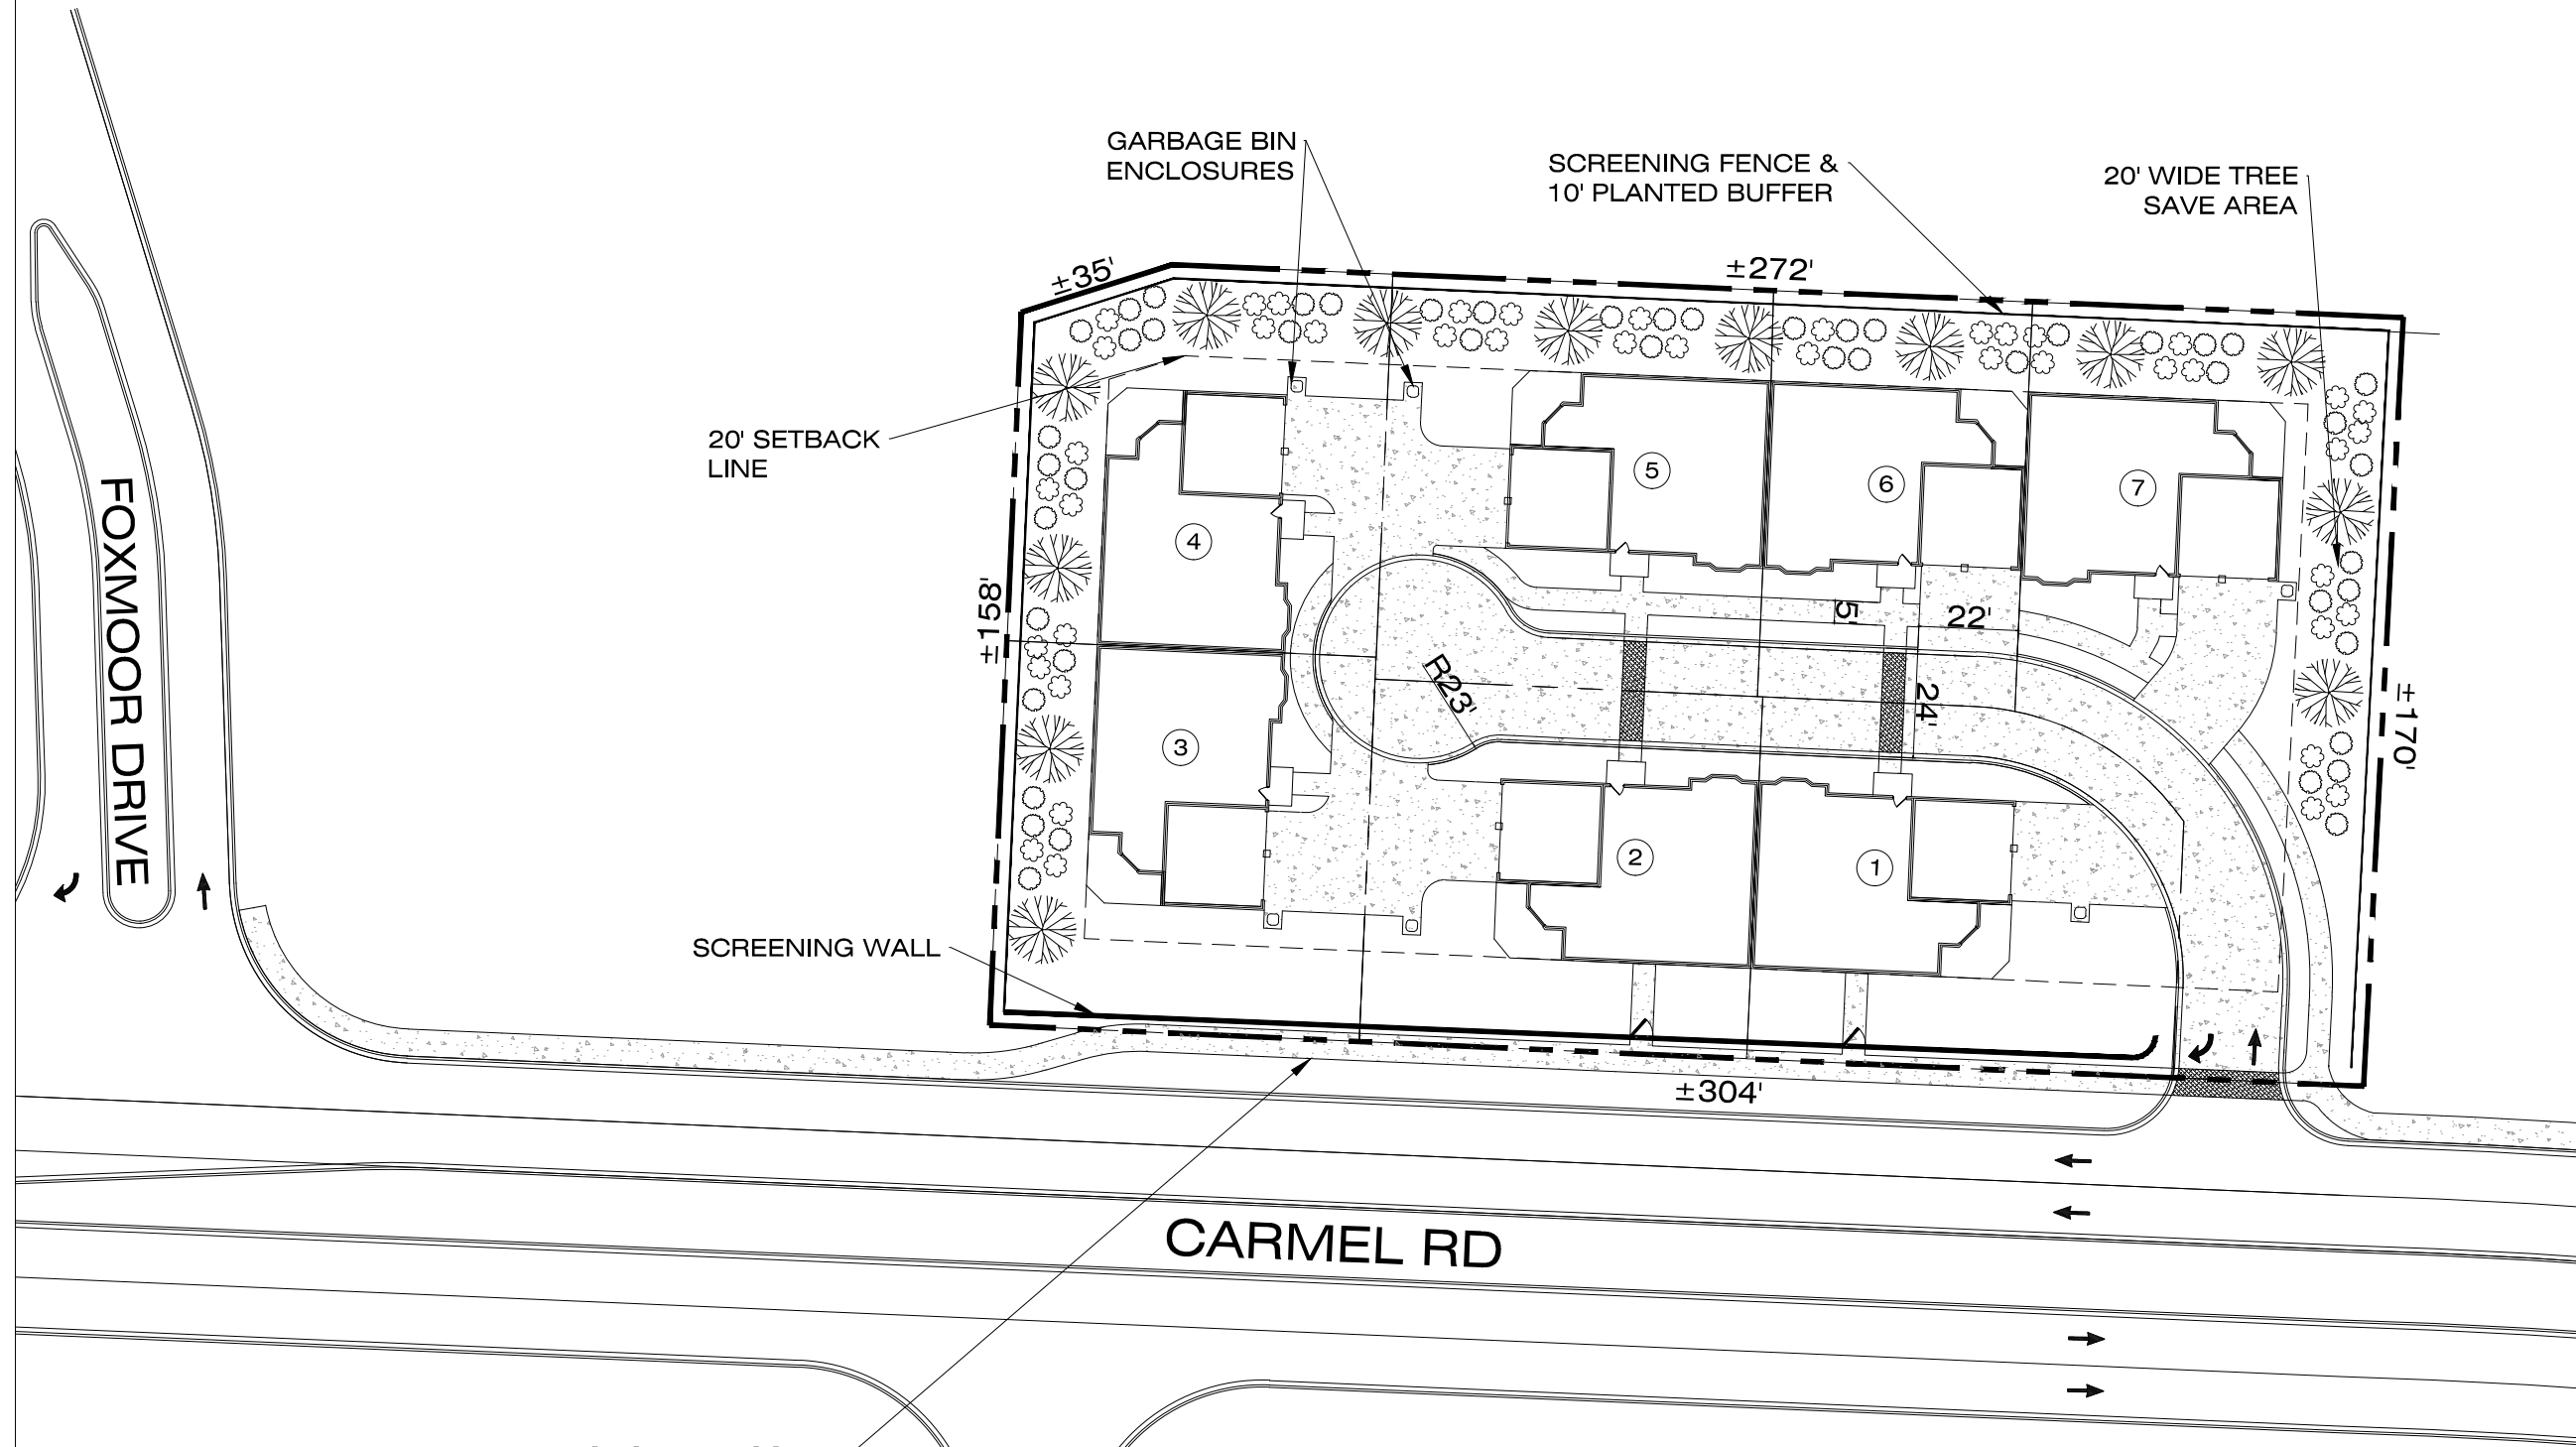 GARBAGE BIN
ENCLOSURES
SCREENING FENCE &
10' PLANTED BUFFER
20' WIDE TREE
SAVE AREA
±35'
±272'
20' SETBACK
LINE
FOXMOOR DRIVE
±158'
±170'
4
5
6
7
5'
22'
R23'
24'
3
2
1
SCREENING WALL
±304'
CARMEL RD